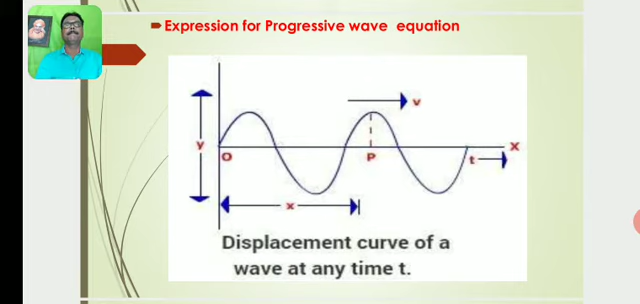 Expression for Progressive wave equation
v
y
O
P
X
t
x
Displacement curve of a
wave at any time t.